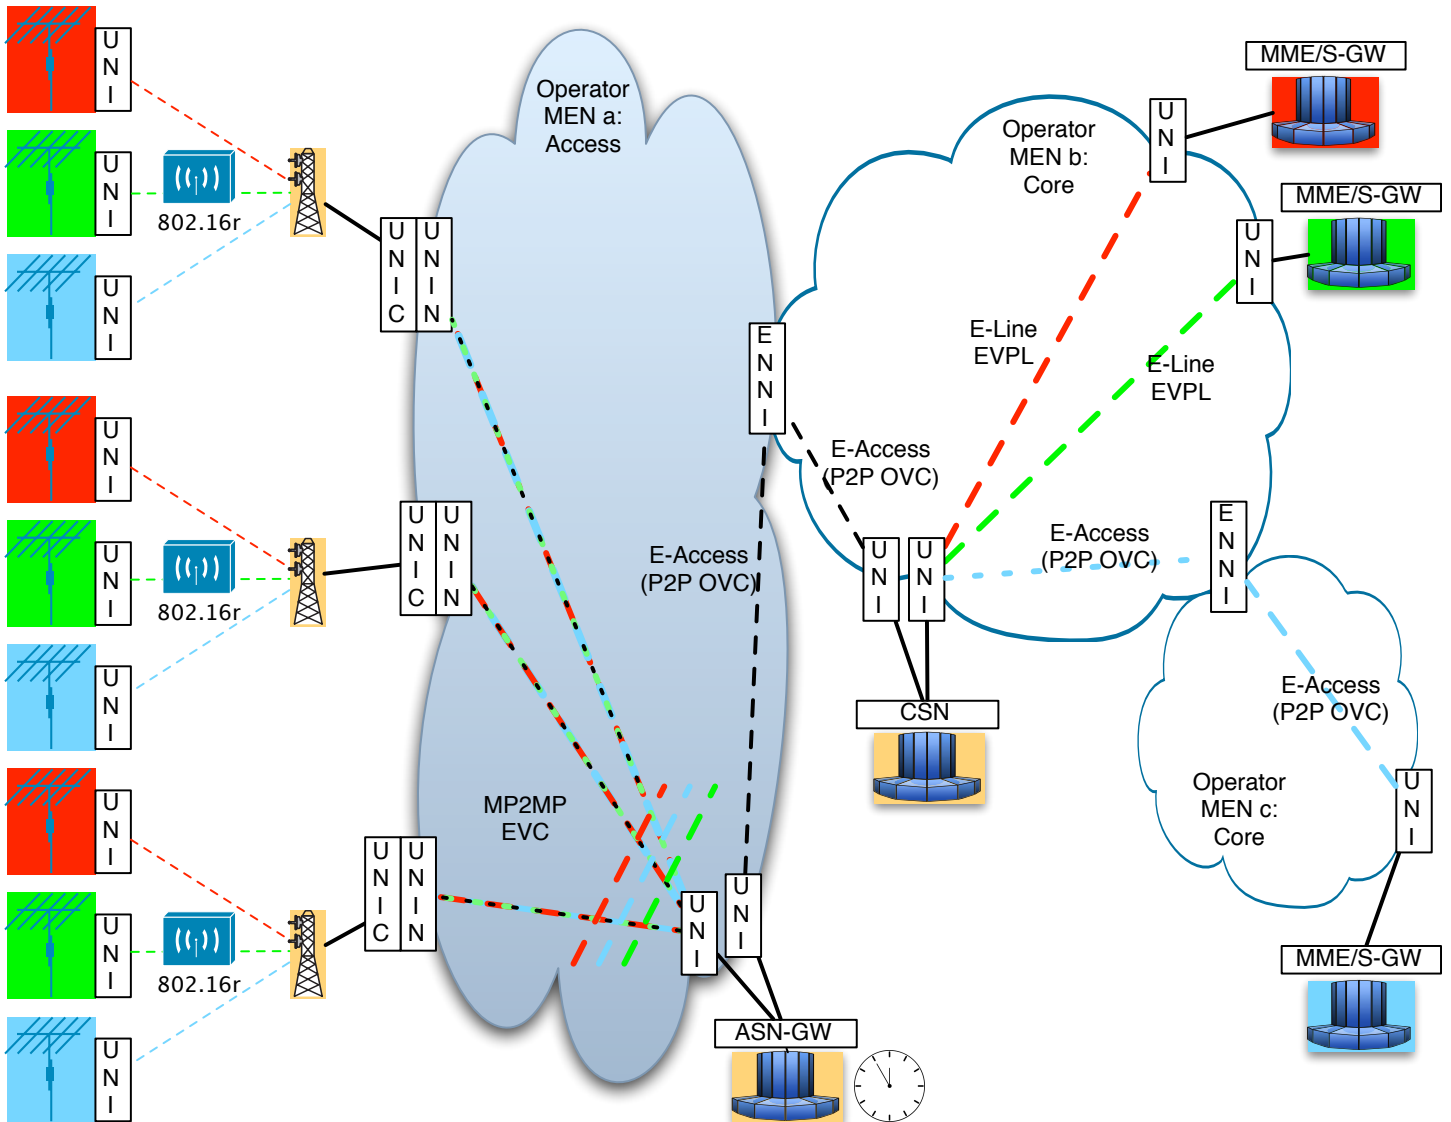 U
N
I
U
N
I
802.16r
U
N
I
U
N
I
C
U
N
I
N
U
N
I
U
N
I
802.16r
U
N
I
U
N
I
C
U
N
I
N
U
N
I
U
N
I
802.16r
U
N
I
U
N
I
C
U
N
I
N
Operator
MEN a:
Access
E-Access
(P2P OVC)
MP2MP
EVC
U
N
I
U
N
I
ASN-GW
E
N
N
I
Operator
MEN b:
Core
E-Line
EVPL
E-Line
EVPL
E-Access
(P2P OVC)
E-Access
(P2P OVC)
U
N
I
U
N
I
CSN
U
N
I
MME/S-GW
U
N
I
MME/S-GW
E
N
N
I
E-Access
(P2P OVC)
Operator
MEN c:
Core
U
N
I
MME/S-GW